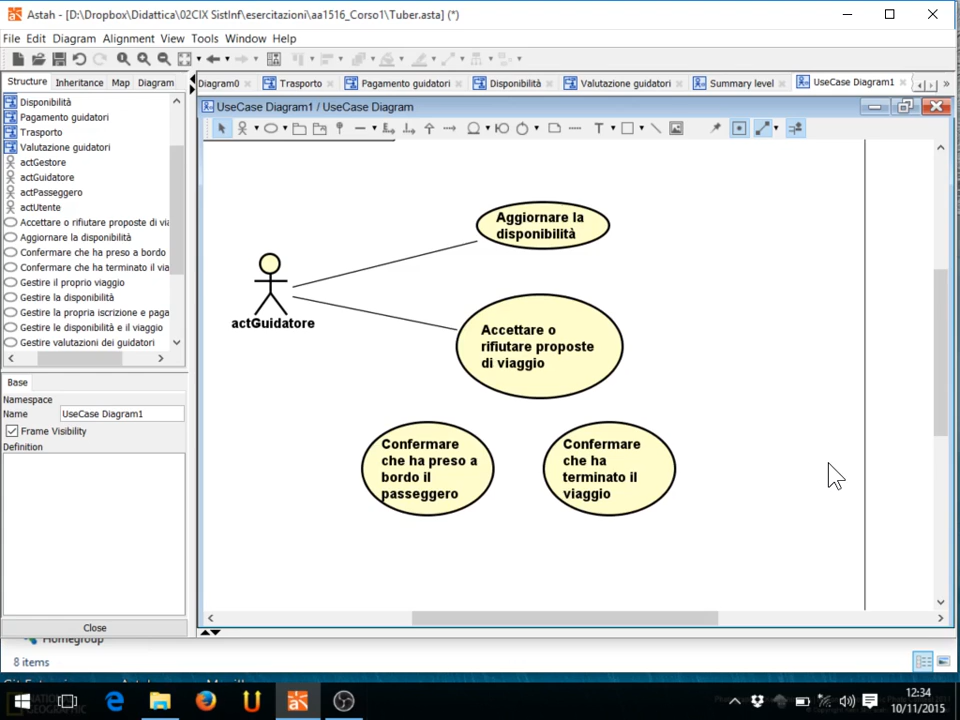 Astah - [D:\Dropbox\Didattica\02CIX SistInf\esercitazioni\aa1516_Corso1\Tuber.asta] (*)
File Edit Diagram Alignment View Tools Window Help
Structure Inheritance Map Diagram
Diagram0 Trasporto Pagamento guidatori Disponibilità Valutazione guidatori Summary level UseCase Diagram1
UseCase Diagram1 / UseCase Diagram
Disponibilità
Pagamento guidatori
Trasporto
Valutazione guidatori
actGestore
actGuidatore
actPasseggero
actUtente
Accettare o rifiutare proposte di via
Aggiornare la disponibilità
Confermare che ha preso a bordo
Confermare che ha terminato il via
Gestire il proprio viaggio
Gestire la disponibilità
Gestire la propria iscrizione e paga
Gestire le disponibilità e il viaggio
Gestire valutazioni dei guidatori
Base
Namespace
Name UseCase Diagram1
Frame Visibility
Definition
Close
Aggiornare la
disponibilità
actGuidatore
Accettare o
rifiutare proposte
di viaggio
Confermare
che ha preso a
bordo il
passeggero
Confermare
che ha
terminato il
viaggio
Homegroup
8 items
12:34
10/11/2015